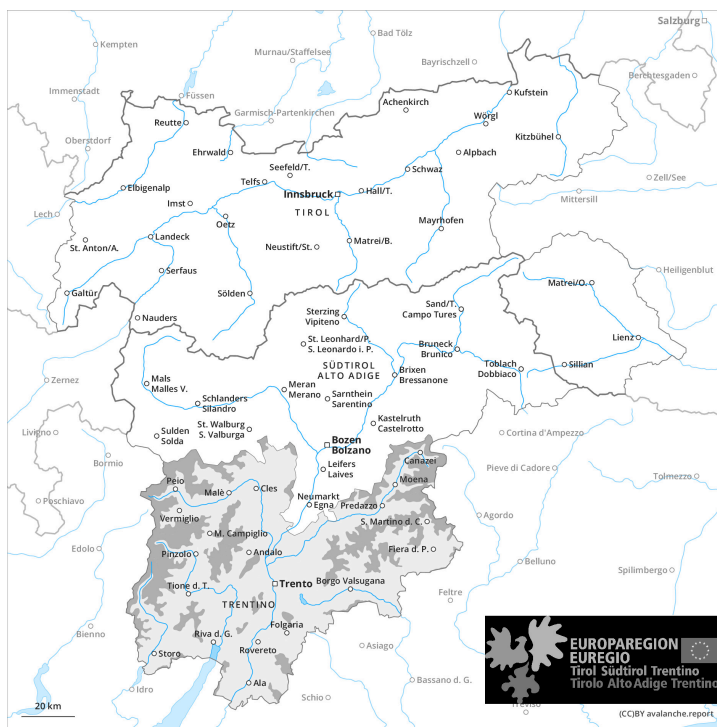 Salzburg
Kempten
Bad Tölz
Murnau/Staffelsee
Bayrischzell
Berchtesgaden
Immenstadt
Füssen
Garmisch-Partenkirchen
Achenkirch
Kufstein
Reutte
Wörgl
Oberstdorf
Kitzbühel
Ehrwald
Alpbach
Seefeld/T.
Schwaz
Telfs
Zell/See
Elbigenalp
Innsbruck
Hall/T.
Mittersill
Imst
TIROL
Lech
Oetz
Mayrhofen
Landeck
St. Anton/A.
Neustift/St.
Matrei/B.
Serfaus
Heiligenblut
Matrei/O.
Galtür
Sölden
Sand/T.
Campo Tures
Nauders
Sterzing
Vipiteno
Lienz
St. Leonhard/P.
S. Leonardo i. P.
Bruneck
Brunico
SÜDTIROL
ALTO ADIGE
Brixen
Bressanone
Toblach
Dobbiaco
Sillian
Zernez
Mals
Malles V.
Meran
Merano
Schlanders
Silandro
Sarnthein
Sarentino
St. Walburg
S. Valburga
Kastelruth
Castelrotto
Livigno
Sulden
Solda
Bozen
Bolzano
Cortina d'Ampezzo
Bormio
Canazei
Leifers
Laives
Pieve di Cadore
Tolmezzo
Peio
Moena
Malè
Cles
Neumarkt
Egna
Poschiavo
Predazzo
Vermiglio
S. Martino d. C.
Agordo
M. Campiglio
Edolo
Pinzolo
Andalo
Fiera d. P.
Belluno
Spilimbergo
Tione d. T.
Trento
Borgo Valsugana
Feltre
TRENTINO
Bienno
Riva d. G.
Folgaria
Storo
Rovereto
Asiago
EUROPAREGION
EUREGIO
Tirol Südtirol Trentino
Tirolo Alto Adige Trentino
Ala
Idro
Bassano d. G.
Schio
Treviso
20 km
(CC)BY avalanche.report